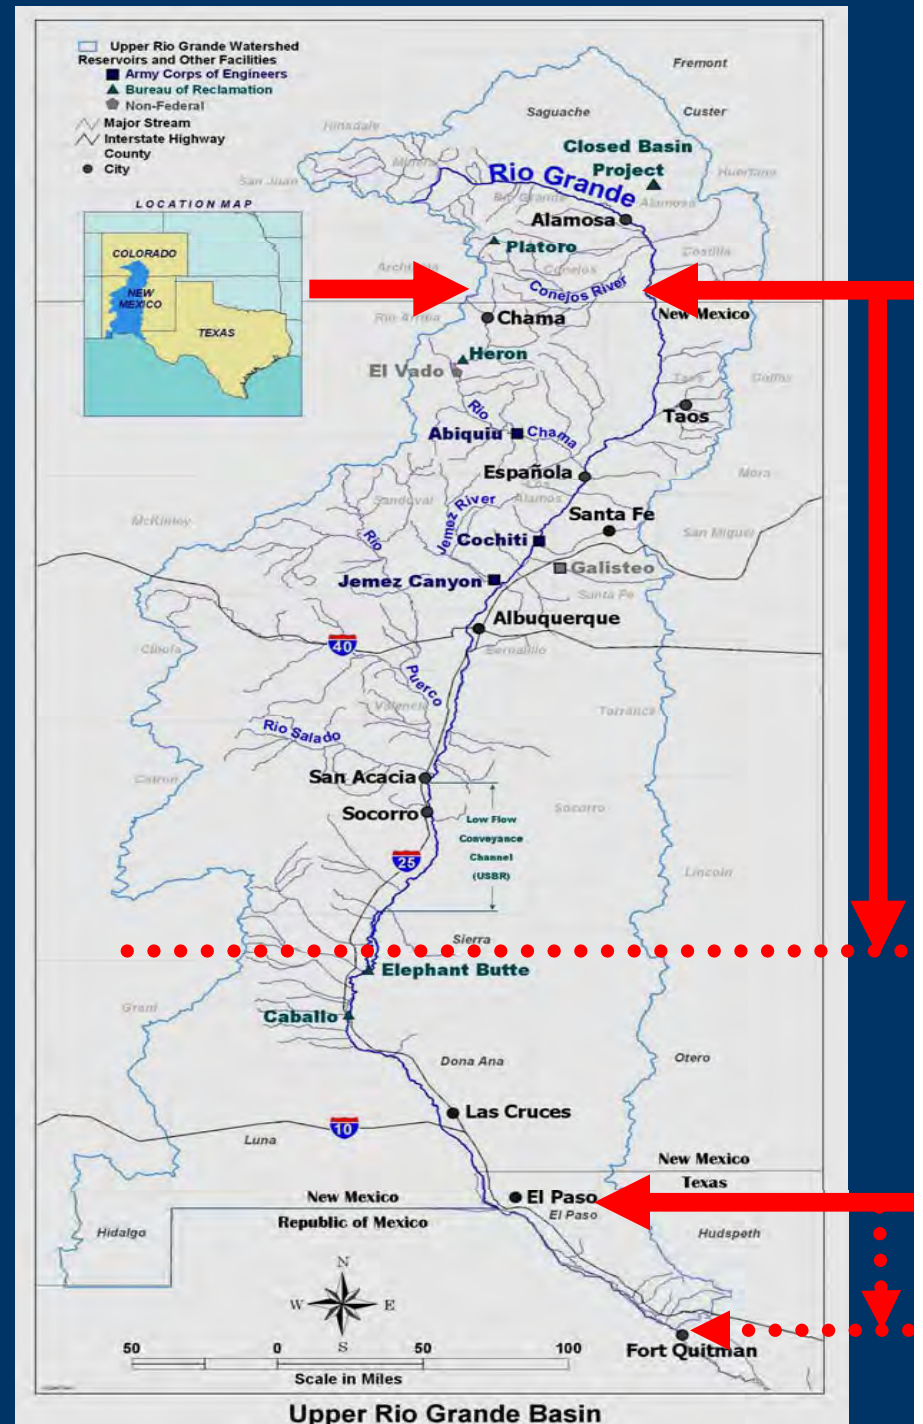 Upper Rio Grande Watershed
Reservoirs and Other Facilities
Army Corps of Engineers
Bureau of Reclamation
Non-Federal
Major Stream
Interstate Highway
County
City
LOCATION MAP
COLORADO
NEW
MEXICO
TEXAS
Fremont
Saguache
Custer
Hinsdale
Closed Basin
Project
Mineral
Huerfano
San Juan
Rio Grande
Rio Grande
Alamosa
Alamosa
Platoro
Costilla
Archuleta
Conejos
Conejos River
New Mexico
Rio Arriba
Chama
Heron
El Vado
Taos
Colfax
Taos
Rio
Chama
Abiquiu
Española
Mora
Los
Alamos
Sandoval
Jemez River
Santa Fe
McKinley
Rio
San Miguel
Cochiti
Galisteo
Jemez Canyon
Santa Fe
Albuquerque
40
Cibola
Bernalillo
Puerco
Valencia
Torrance
Rio Salado
San Acacia
Catron
Socorro
Socorro
Low Flow
Conveyance
Channel
(USBR)
25
Lincoln
Sierra
Elephant Butte
Grant
Caballo
Dona Ana
Otero
Las Cruces
10
Luna
New Mexico
Texas
New Mexico
El Paso
El Paso
Republic of Mexico
Hidalgo
Hudspeth
N
W
E
S
Fort Quitman
50
0
50
100
Scale in Miles
Upper Rio Grande Basin